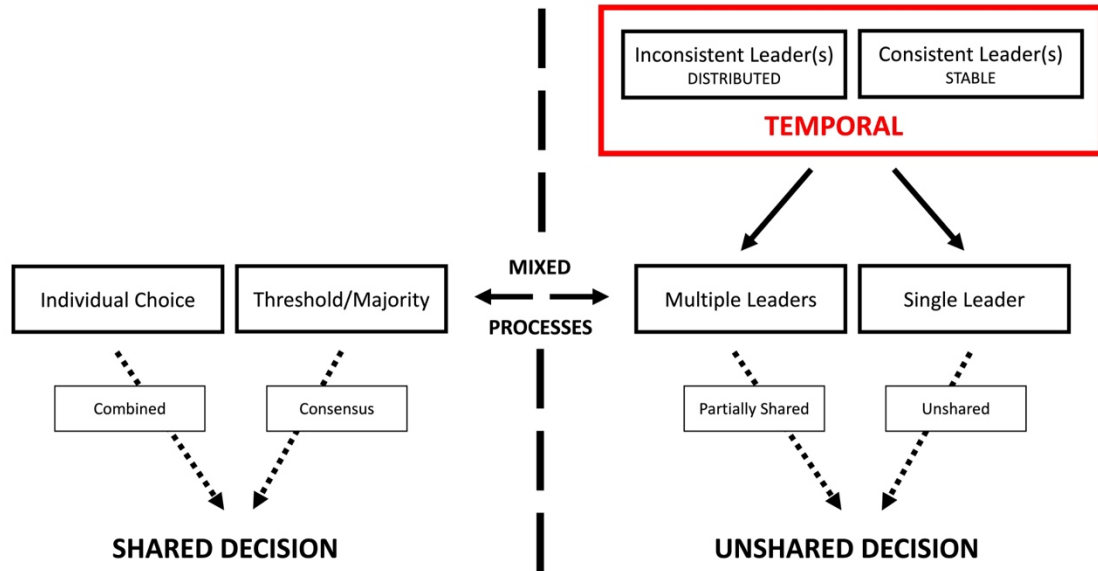 Inconsistent Leader(s)
DISTRIBUTED
Consistent Leader(s)
STABLE
TEMPORAL
MIXED
PROCESSES
Individual Choice
Threshold/Majority
Multiple Leaders
Single Leader
Combined
Consensus
Partially Shared
Unshared
SHARED DECISION
UNSHARED DECISION